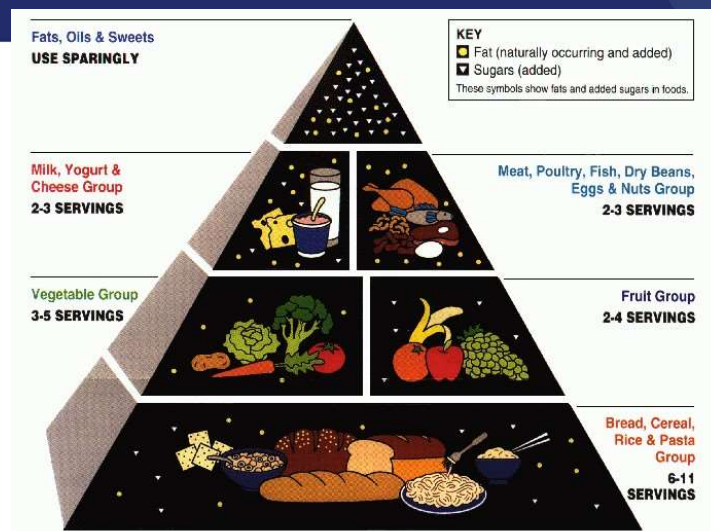 Fats, Oils & Sweets
USE SPARINGLY
KEY
Fat (naturally occurring and added)
Sugars (added)
These symbols show fats and added sugars in foods.
Milk, Yogurt &
Cheese Group
2-3 SERVINGS
Meat, Poultry, Fish, Dry Beans,
Eggs & Nuts Group
2-3 SERVINGS
Vegetable Group
3-5 SERVINGS
Fruit Group
2-4 SERVINGS
Bread, Cereal,
Rice & Pasta
Group
6-11
SERVINGS